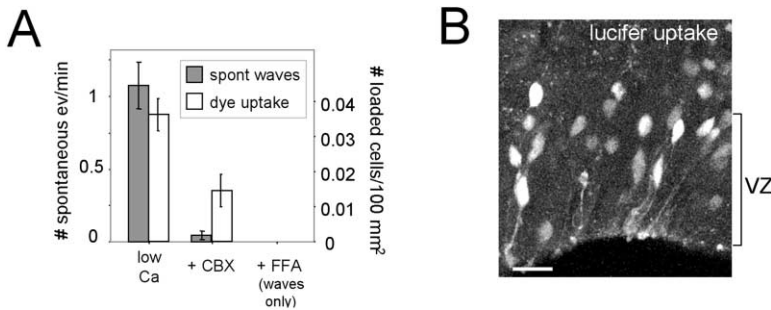 A
# spontaneous ev/min
1
0.5
0
spont waves
dye uptake
# loaded cells/100 mm²
0.04
0.03
0.02
0.01
0
low
Ca
+ CBX
+ FFA
(waves
only)
B
lucifer uptake
VZ